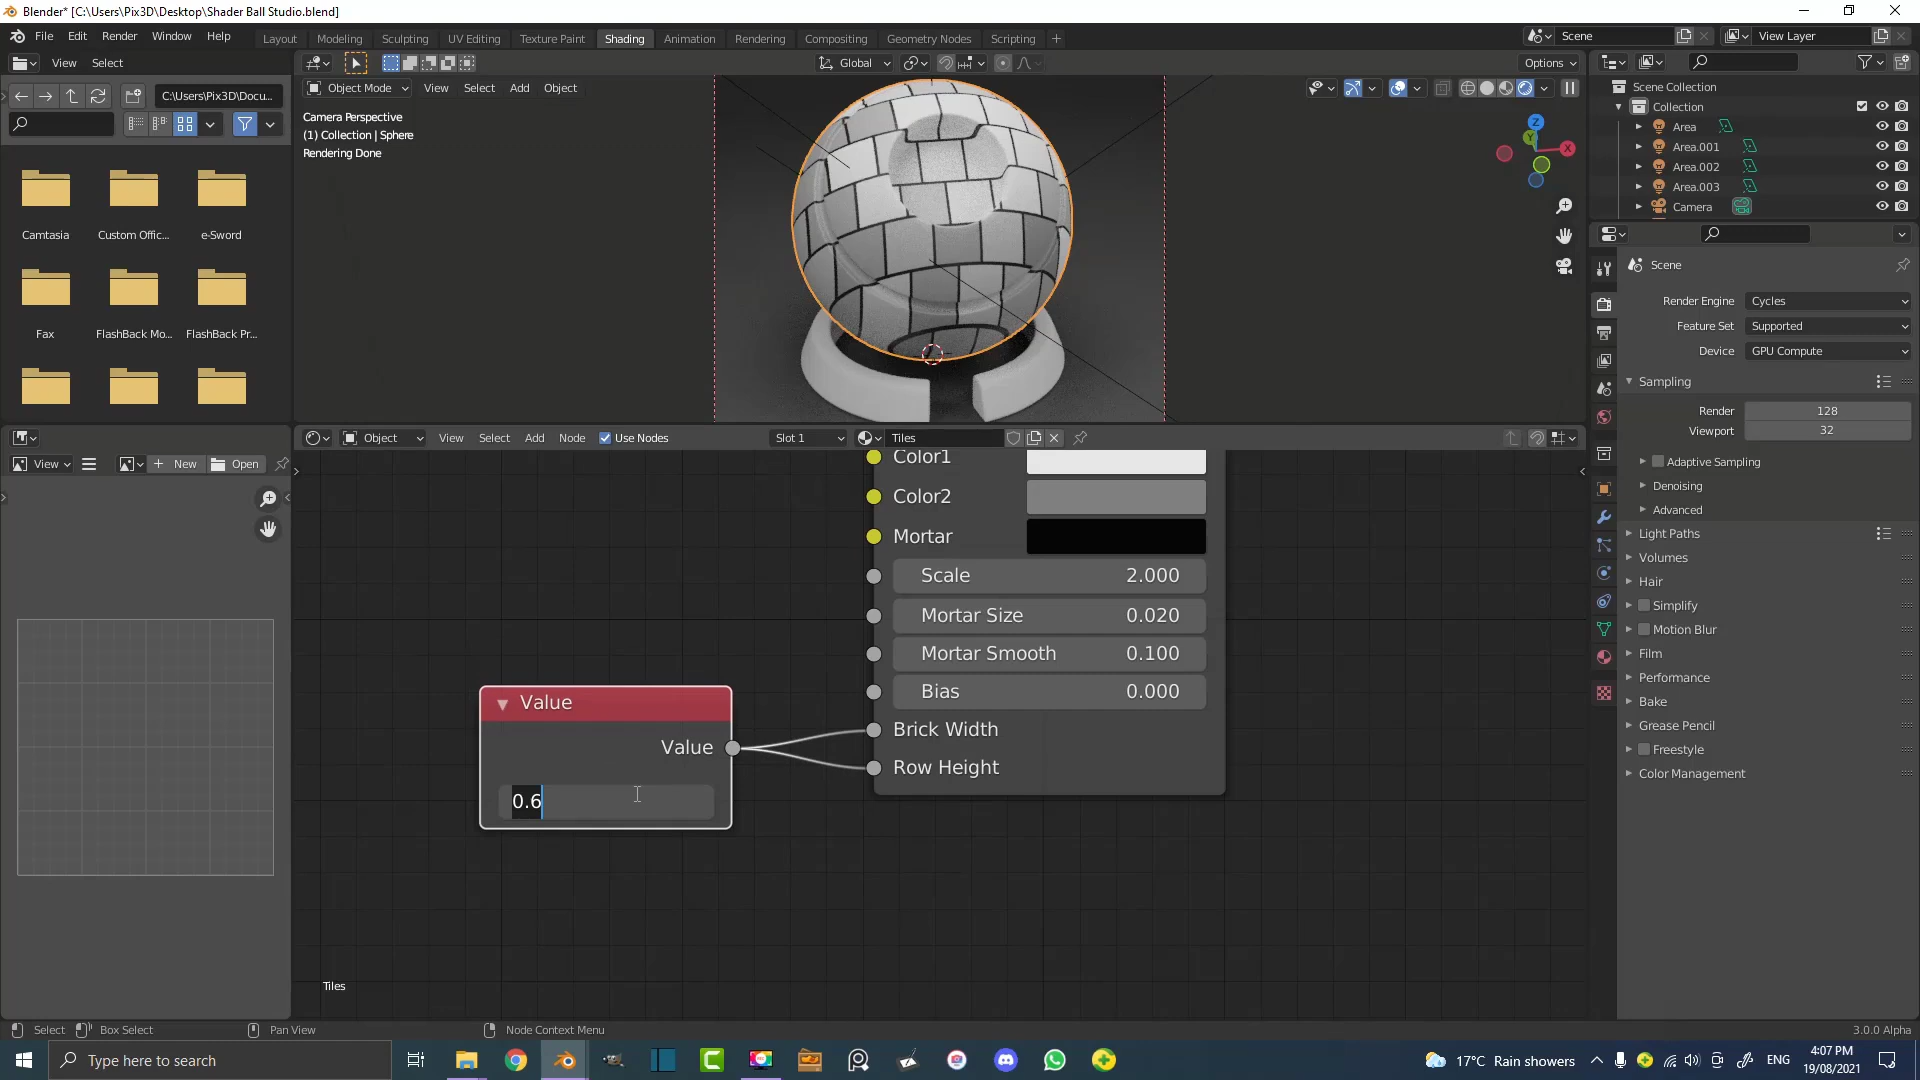 Blender* [C:\Users\Pix3D\Desktop\Shader Ball Studio.blend]
File Edit Render Window Help
Layout Modeling Sculpting UV Editing Texture Paint Shading Animation Rendering Compositing Geometry Nodes Scripting +
Scene
View Layer
View Select
Global
Options
C:\Users\Pix3D\Docu...
Object Mode View Select Add Object
Camera Perspective
(1) Collection | Sphere
Rendering Done
Z
Y
X
Scene Collection
Collection
Area
Area.001
Area.002
Area.003
Camera
Camtasia
Custom Offic...
e-Sword
Fax
FlashBack Mo...
FlashBack Pr...
Scene
Render Engine Cycles
Feature Set Supported
Device GPU Compute
Sampling
Render 128
Viewport 32
Adaptive Sampling
Denoising
Advanced
Light Paths
Volumes
Hair
Simplify
Motion Blur
Film
Performance
Bake
Grease Pencil
Freestyle
Color Management
Object View Select Add Node Use Nodes Slot 1 Tiles
View + New Open
Color1
Color2
Mortar
Scale 2.000
Mortar Size 0.020
Mortar Smooth 0.100
Bias 0.000
Brick Width
Row Height
Value
Value
0.6
Tiles
Select Box Select Pan View Node Context Menu 3.0.0 Alpha
Type here to search
17°C Rain showers
ENG
4:07 PM
19/08/2021